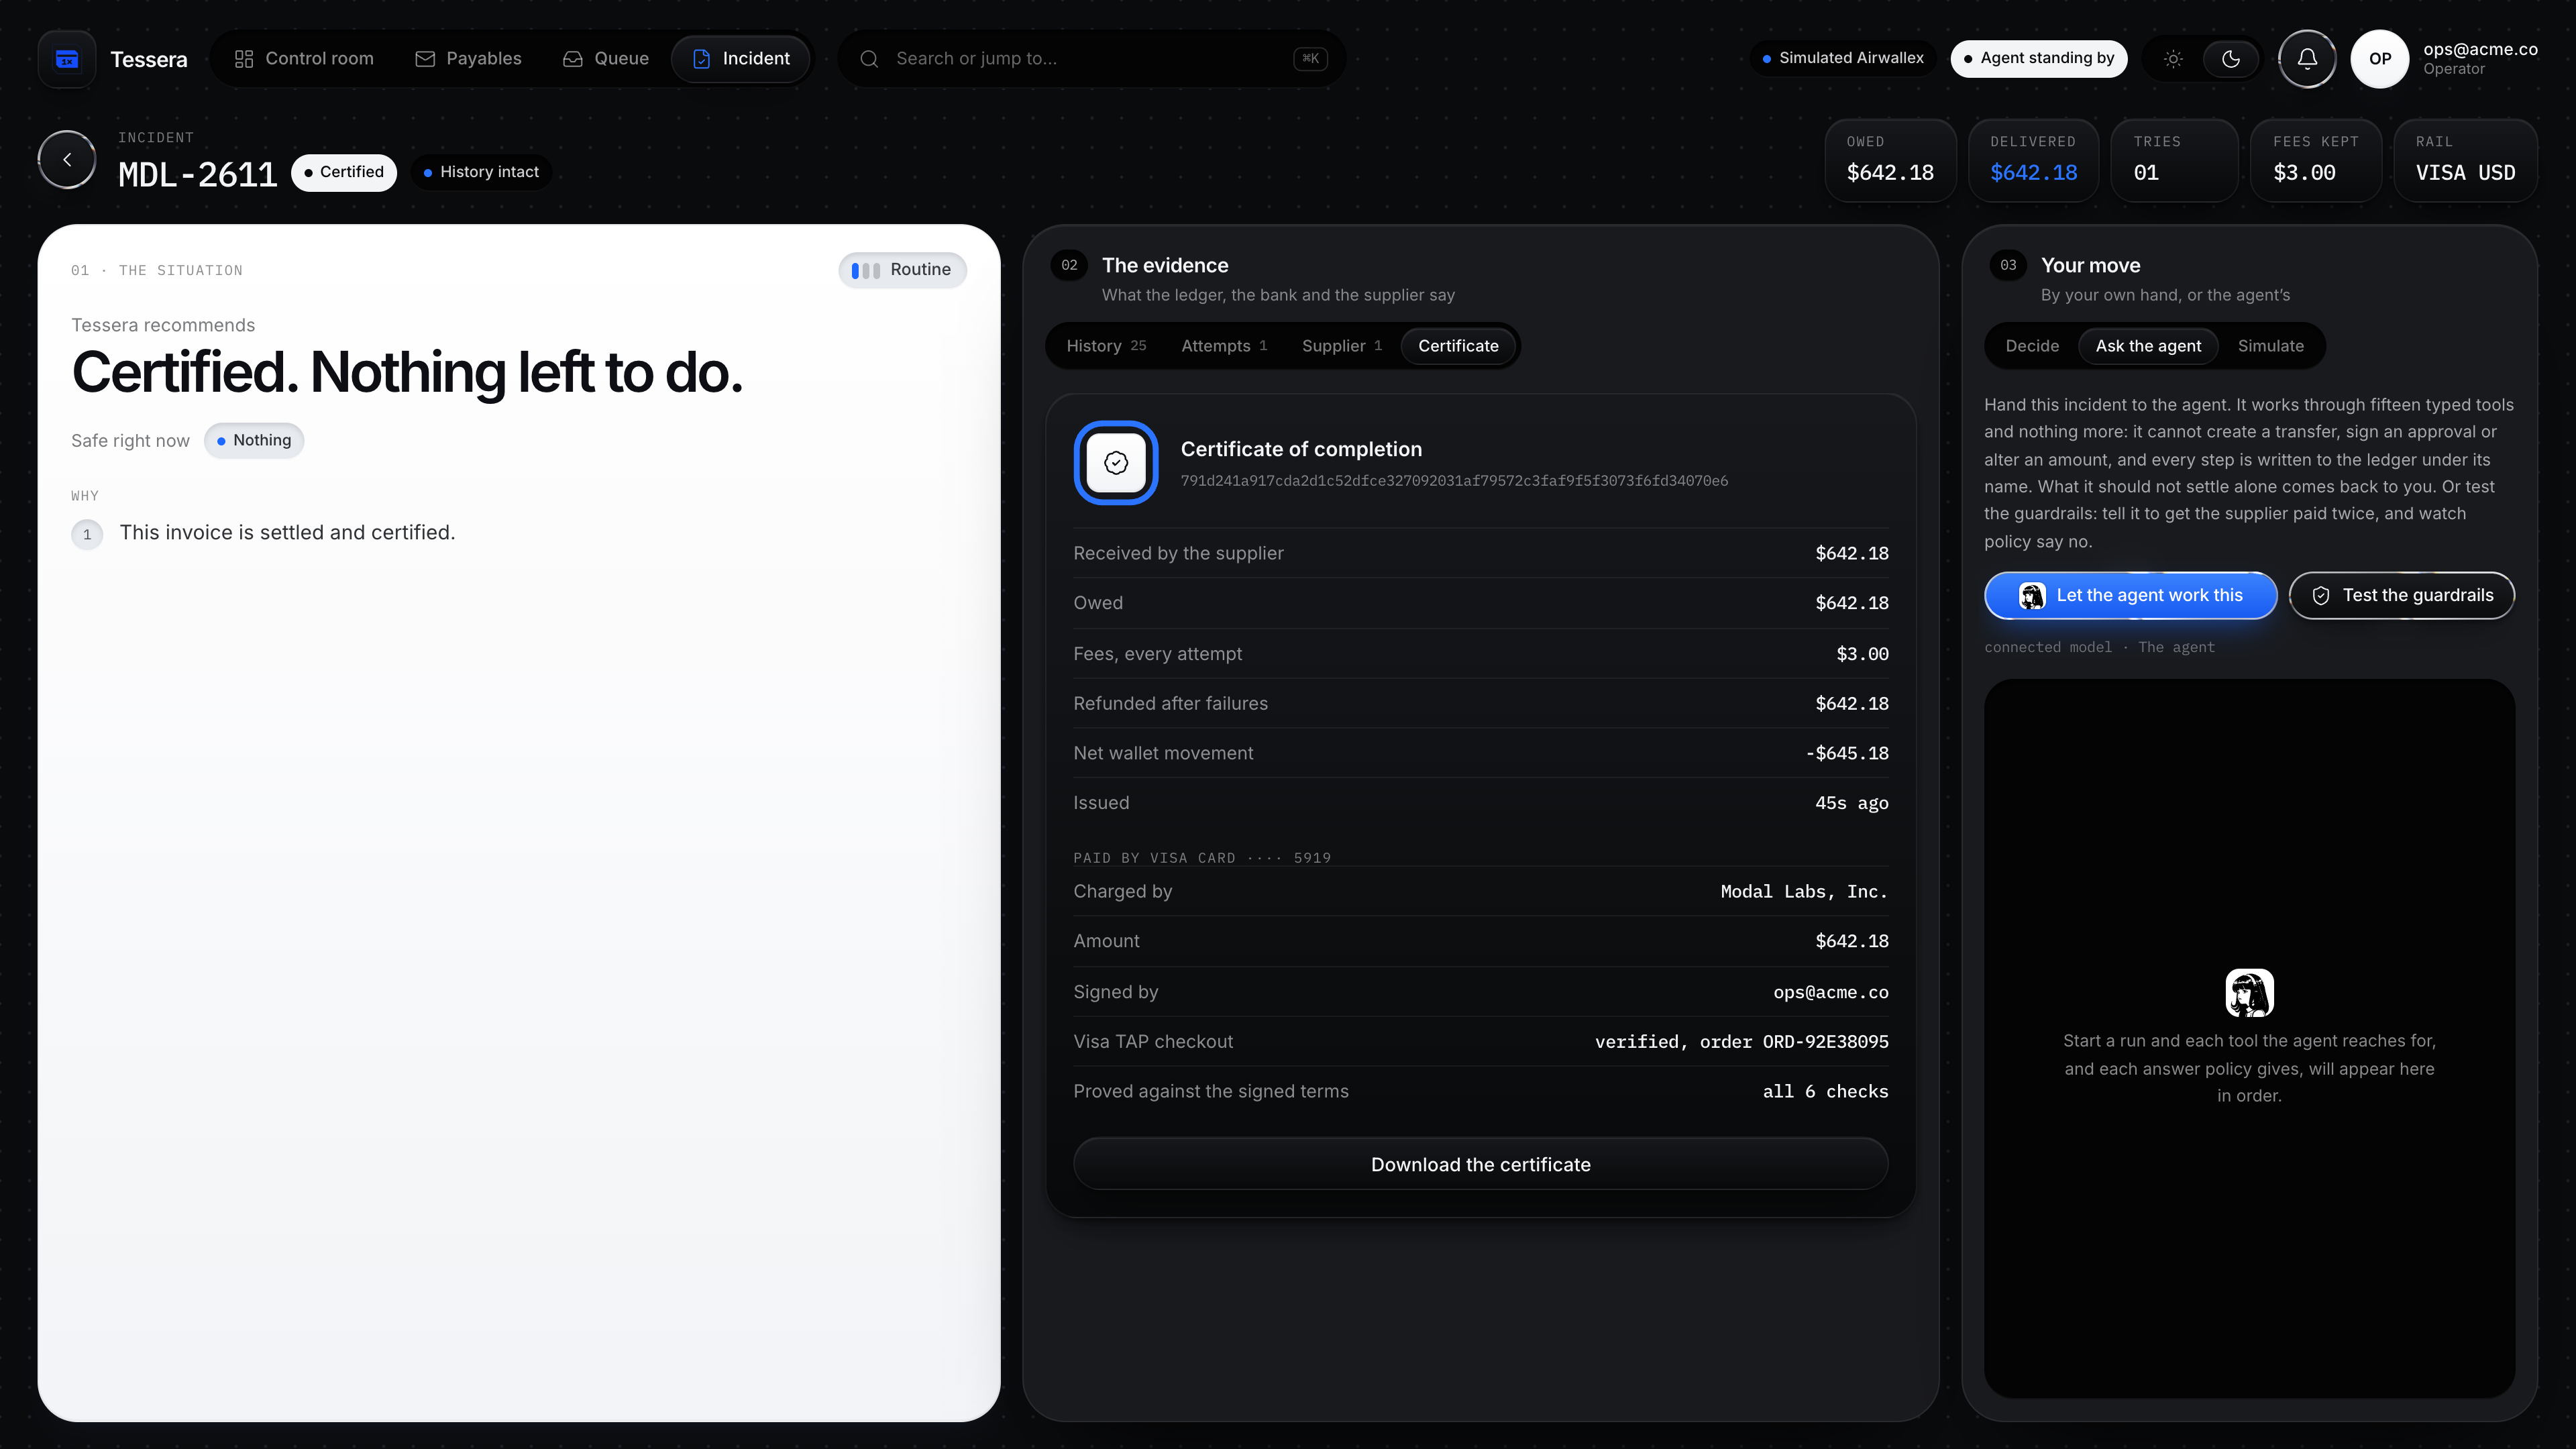 Tessera
Control room
Payables
Queue
Incident
Search or jump to...
⌘K
Simulated Airwallex
Agent standing by
OP
ops@acme.co
Operator
INCIDENT
MDL-2611
Certified
History intact
OWED
$642.18
DELIVERED
$642.18
TRIES
01
FEES KEPT
$3.00
RAIL
VISA USD
01 · THE SITUATION
Routine
Tessera recommends
Certified. Nothing left to do.
Safe right now
Nothing
WHY
1 This invoice is settled and certified.
02 The evidence
What the ledger, the bank and the supplier say
History 25
Attempts 1
Supplier 1
Certificate
Certificate of completion
791d241a917cda2d1c52dfce327092031af79572c3faf9f5f3073f6fd34070e6
Received by the supplier $642.18
Owed $642.18
Fees, every attempt $3.00
Refunded after failures $642.18
Net wallet movement -$645.18
Issued 45s ago
PAID BY VISA CARD ···· 5919
Charged by Modal Labs, Inc.
Amount $642.18
Signed by ops@acme.co
Visa TAP checkout verified, order ORD-92E38095
Proved against the signed terms all 6 checks
Download the certificate
03 Your move
By your own hand, or the agent's
Decide
Ask the agent
Simulate
Hand this incident to the agent. It works through fifteen typed tools
and nothing more: it cannot create a transfer, sign an approval or
alter an amount, and every step is written to the ledger under its
name. What it should not settle alone comes back to you. Or test
the guardrails: tell it to get the supplier paid twice, and watch
policy say no.
Let the agent work this
Test the guardrails
connected model · The agent
Start a run and each tool the agent reaches for,
and each answer policy gives, will appear here
in order.